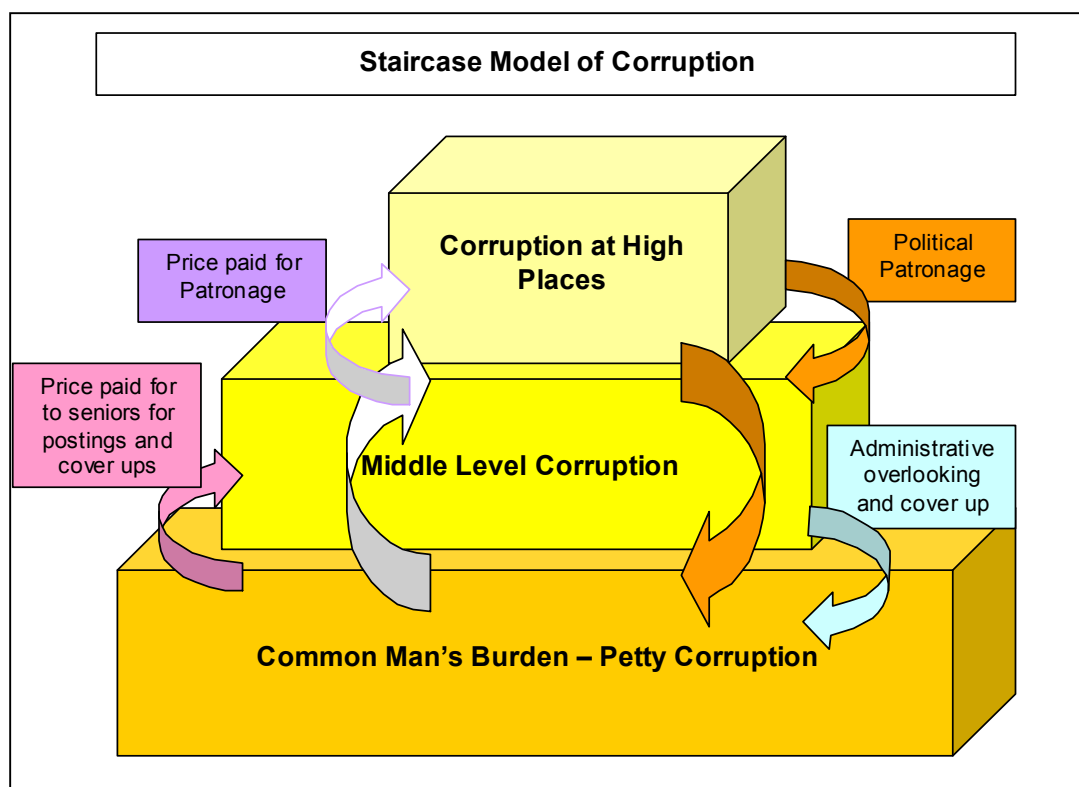 Staircase Model of Corruption
Corruption at High
Places
Price paid for
Patronage
Political
Patronage
Price paid for
to seniors for
postings and
cover ups
Middle Level Corruption
Administrative
overlooking
and cover up
Common Man’s Burden – Petty Corruption